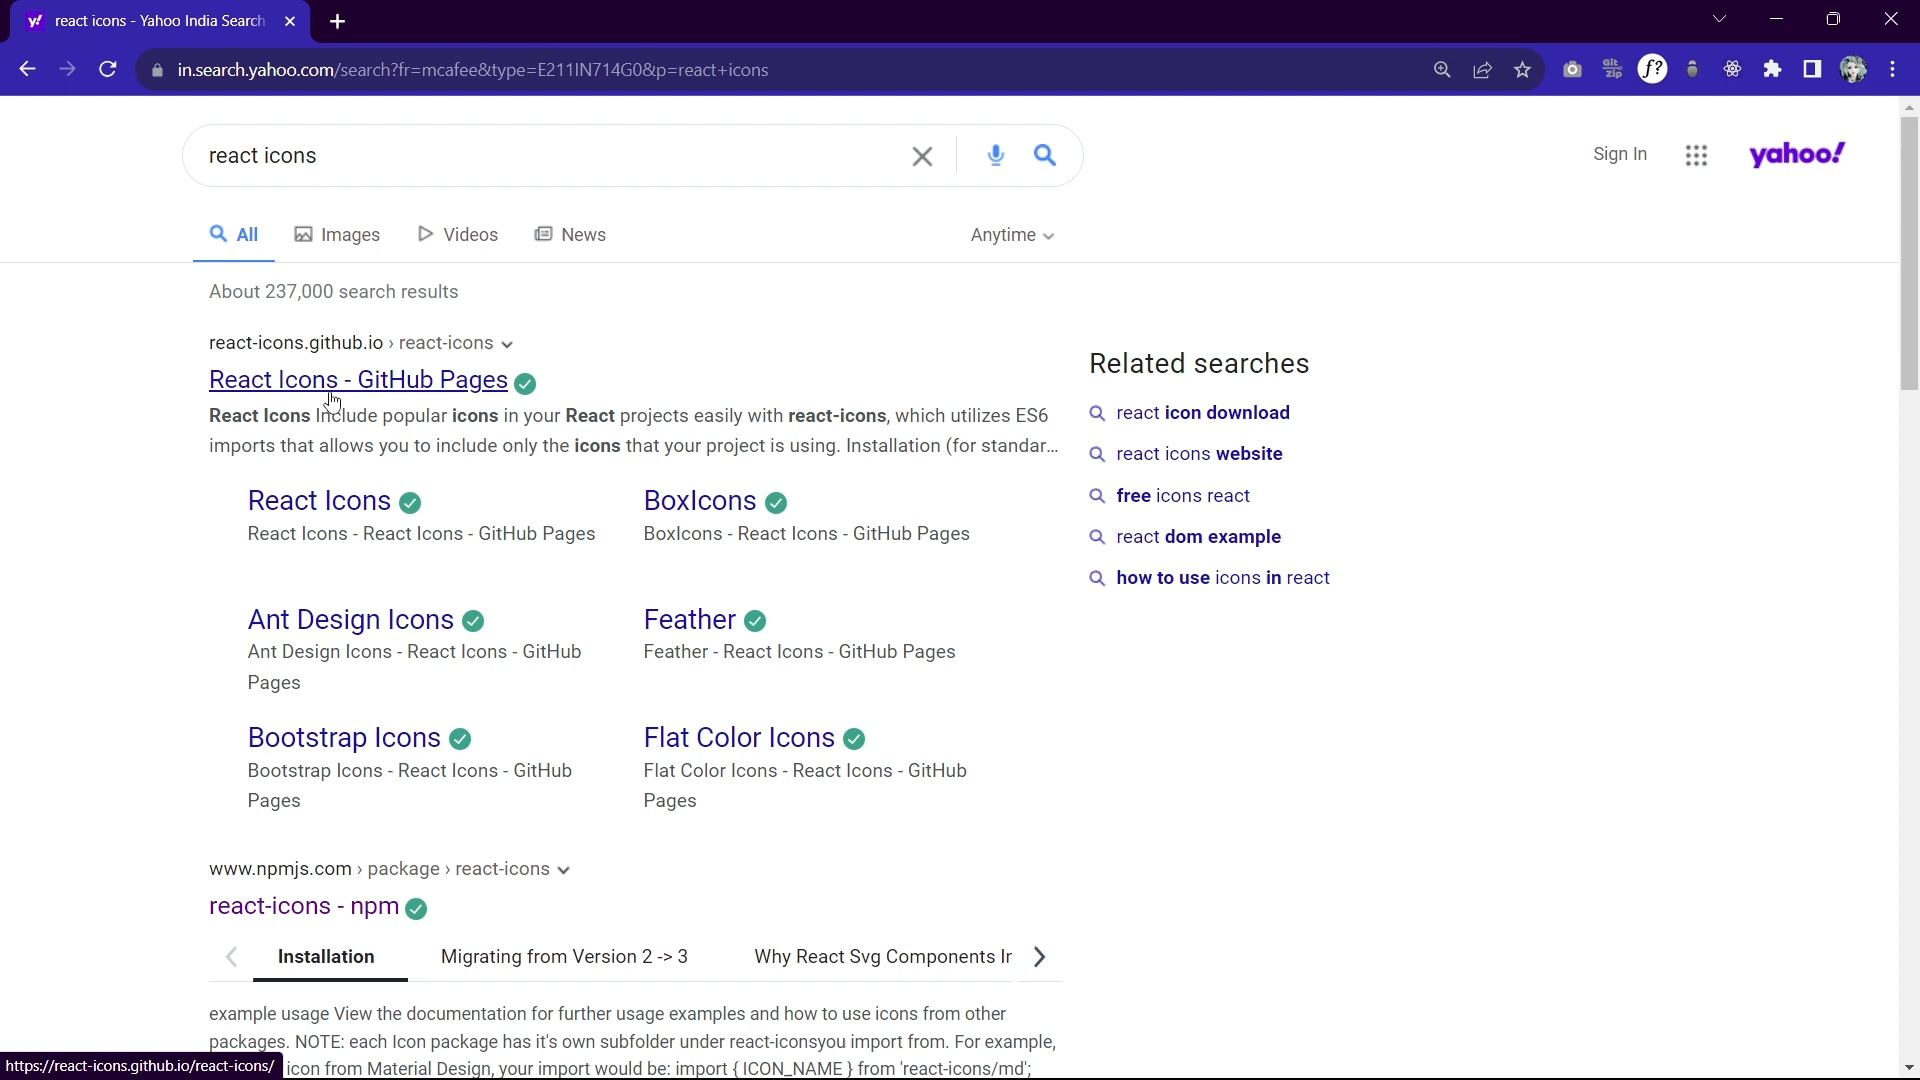 y! react icons - Yahoo India Search
in.search.yahoo.com/search?fr=mcafee&type=E211IN714G0&p=react+icons
Git Zip
f?
react icons
Sign In
yahoo!
All Images Videos News Anytime
About 237,000 search results
react-icons.github.io › react-icons
React Icons - GitHub Pages
React Icons Include popular icons in your React projects easily with react-icons, which utilizes ES6
imports that allows you to include only the icons that your project is using. Installation (for standar...
React Icons
React Icons - React Icons - GitHub Pages
BoxIcons
BoxIcons - React Icons - GitHub Pages
Ant Design Icons
Ant Design Icons - React Icons - GitHub
Pages
Feather
Feather - React Icons - GitHub Pages
Bootstrap Icons
Bootstrap Icons - React Icons - GitHub
Pages
Flat Color Icons
Flat Color Icons - React Icons - GitHub
Pages
www.npmjs.com › package › react-icons
react-icons - npm
Installation Migrating from Version 2 -> 3 Why React Svg Components Ir
example usage View the documentation for further usage examples and how to use icons from other
packages. NOTE: each Icon package has it's own subfolder under react-iconsyou import from. For example,
icon from Material Design, your import would be: import { ICON_NAME } from 'react-icons/md';
Related searches
react icon download
react icons website
free icons react
react dom example
how to use icons in react
https://react-icons.github.io/react-icons/